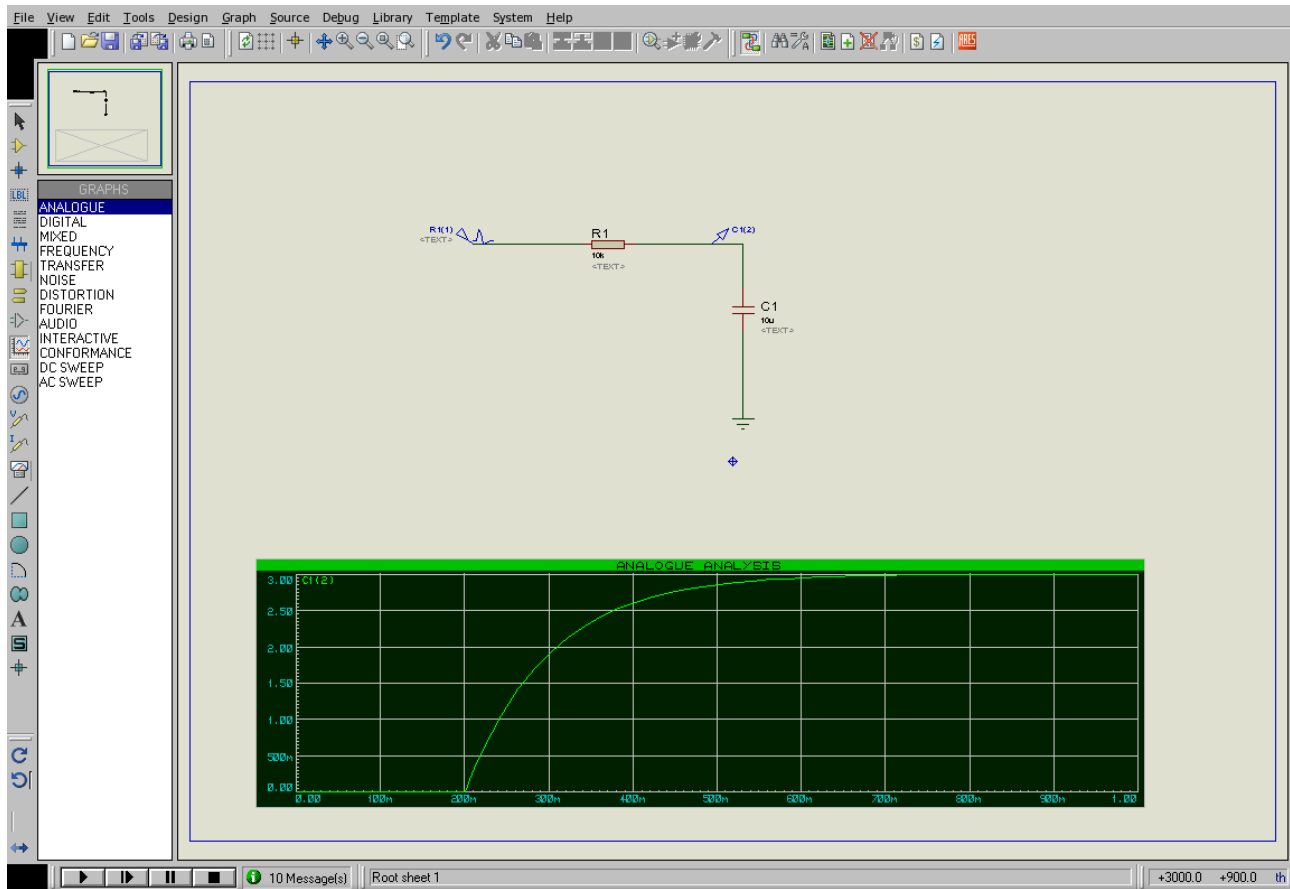 File View Edit Tools Design Graph Source Debug Library Template System Help
ARES
LBL
GRAPHS
ANALOGUE
DIGITAL
MIXED
FREQUENCY
TRANSFER
NOISE
DISTORTION
FOURIER
AUDIO
INTERACTIVE
CONFORMANCE
DC SWEEP
AC SWEEP
R1(1)
<TEXT>
R1
10k
<TEXT>
C1(2)
C1
10u
<TEXT>
ANALOGUE ANALYSIS
C1(2)
3.00
2.50
2.00
1.50
1.00
500m
0.00
0.00 100m 200m 300m 400m 500m 600m 700m 800m 900m 1.00
10 Message(s) Root sheet 1 +3000.0 +900.0 th